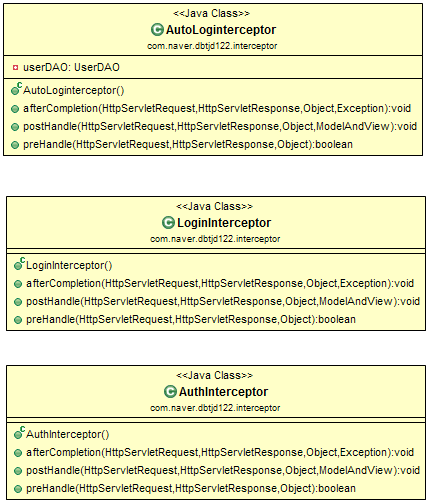 <<Java Class>>
AutoLoginterceptor
com.naver.dbtjd122.interceptor
userDAO: UserDAO
AutoLoginterceptor()
afterCompletion(HttpServletRequest,HttpServletResponse,Object,Exception):void
postHandle(HttpServletRequest,HttpServletResponse,Object,ModelAndView):void
preHandle(HttpServletRequest,HttpServletResponse,Object):boolean
<<Java Class>>
LoginInterceptor
com.naver.dbtjd122.interceptor
LoginInterceptor()
afterCompletion(HttpServletRequest,HttpServletResponse,Object,Exception):void
postHandle(HttpServletRequest,HttpServletResponse,Object,ModelAndView):void
preHandle(HttpServletRequest,HttpServletResponse,Object):boolean
<<Java Class>>
AuthInterceptor
com.naver.dbtjd122.interceptor
AuthInterceptor()
afterCompletion(HttpServletRequest,HttpServletResponse,Object,Exception):void
postHandle(HttpServletRequest,HttpServletResponse,Object,ModelAndView):void
preHandle(HttpServletRequest,HttpServletResponse,Object):boolean